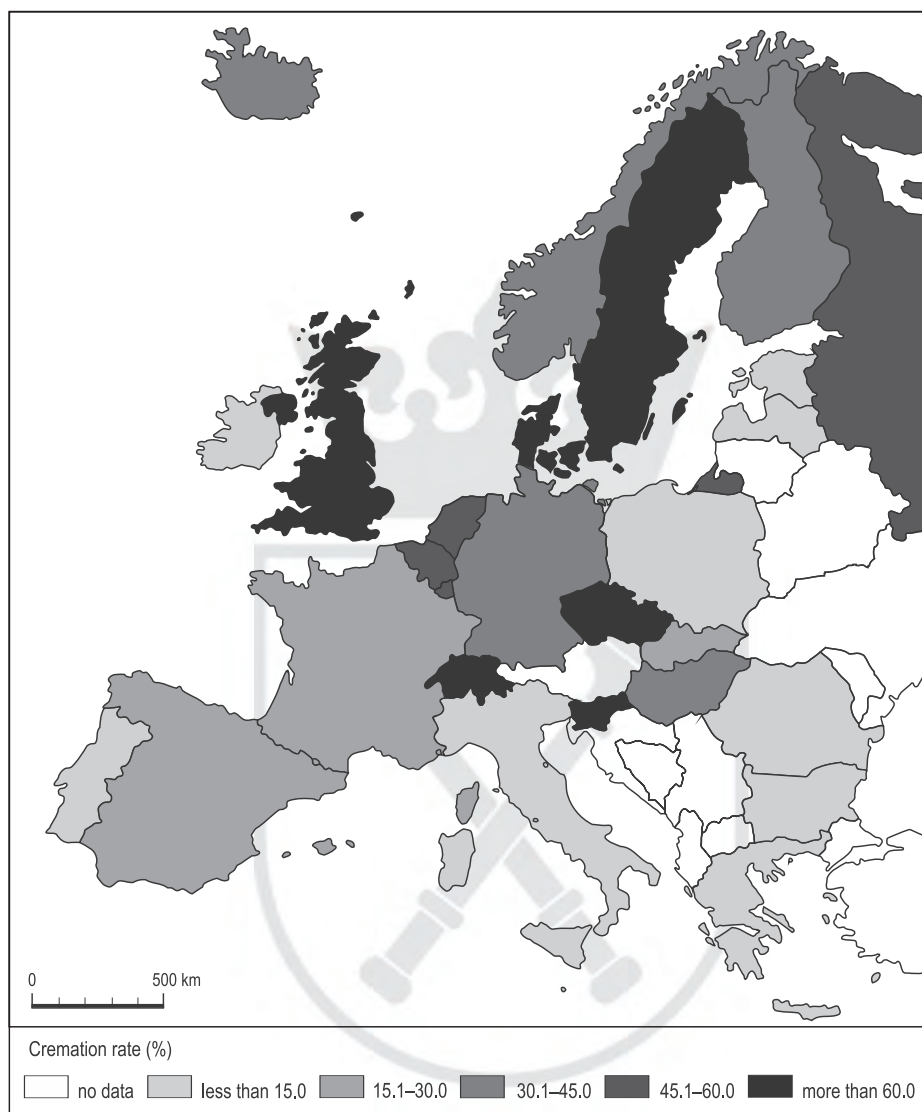 0 500 km
Cremation rate (%)
no data less than 15.0 15.1–30.0 30.1–45.0 45.1–60.0 more than 60.0